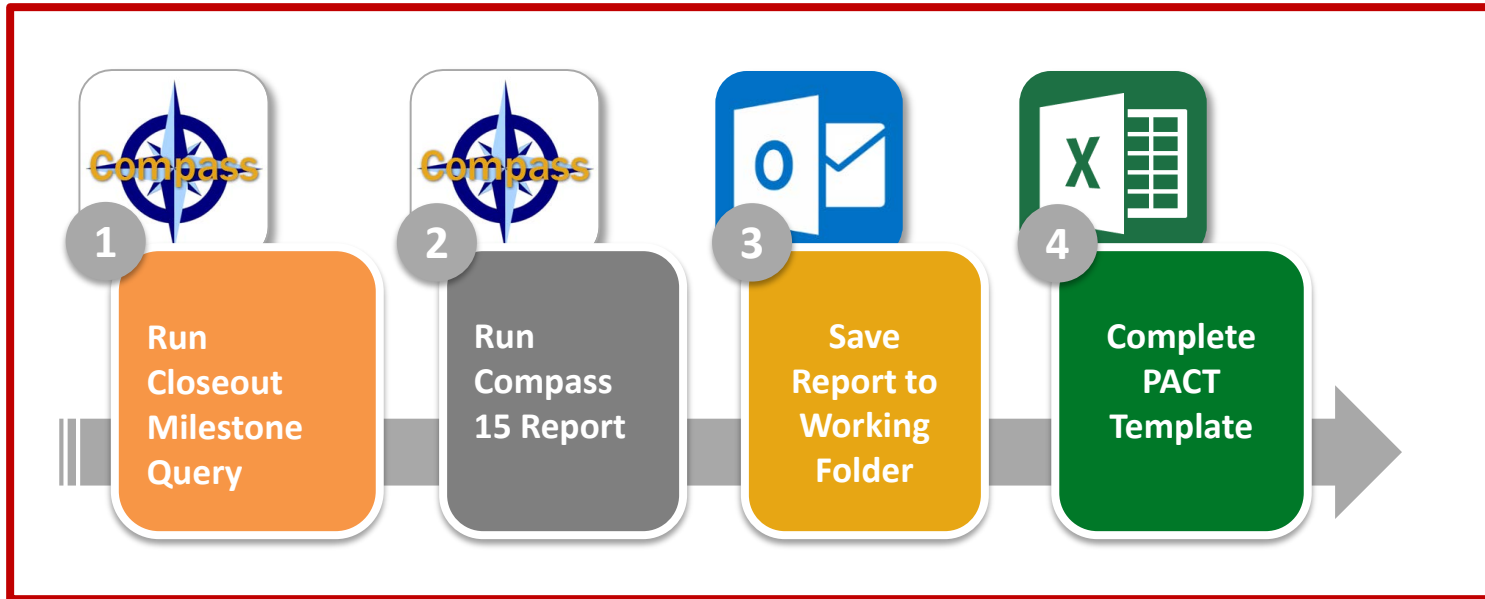 Compass
Compass
O
X
1
2
3
4
Run
Closeout
Milestone
Query
Run
Compass
15 Report
Save
Report to
Working
Folder
Complete
PACT
Template